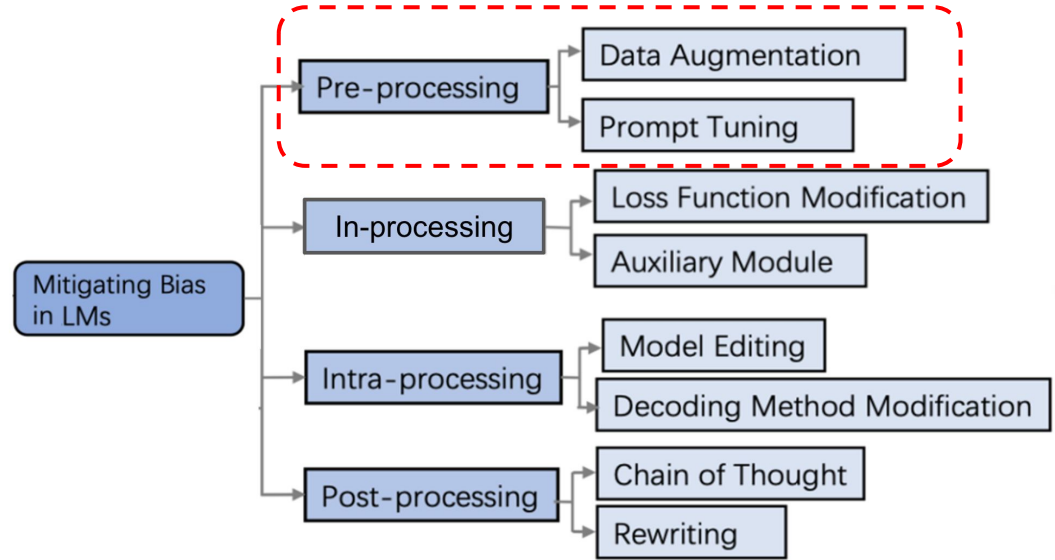 Data Augmentation
Pre-processing
Prompt Tuning
Loss Function Modification
In-processing
Auxiliary Module
Mitigating Bias
in LMs
Model Editing
Intra-processing
Decoding Method Modification
Chain of Thought
Post-processing
Rewriting